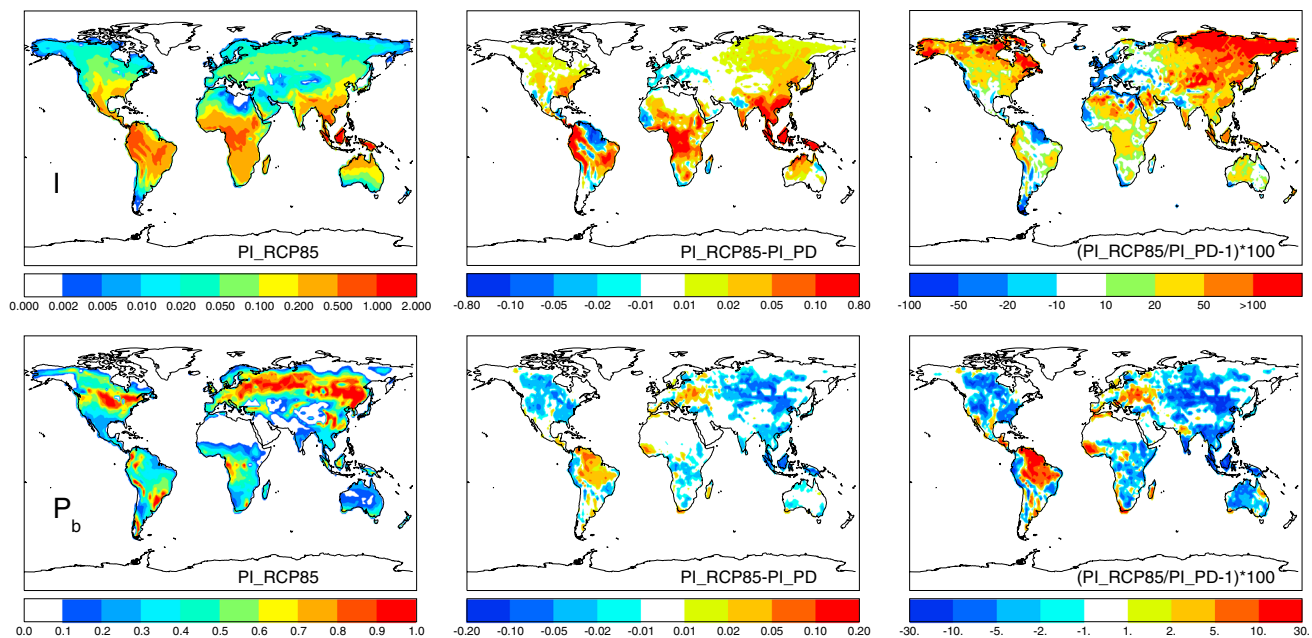 I
PI_RCP85
PI_RCP85-PI_PD
(PI_RCP85/PI_PD-1)*100
0.000 0.002 0.005 0.010 0.020 0.050 0.100 0.200 0.500 1.000 2.000
-0.80 -0.10 -0.05 -0.02 -0.01 0.01 0.02 0.05 0.10 0.80
-100 -50 -20 -10 10 20 50 >100
P_b
PI_RCP85
PI_RCP85-PI_PD
(PI_RCP85/PI_PD-1)*100
0.0 0.1 0.2 0.3 0.4 0.5 0.6 0.7 0.8 0.9 1.0
-0.20 -0.10 -0.05 -0.02 -0.01 0.01 0.02 0.05 0.10 0.20
-30. -10. -5. -2. -1. 1 2. 5 10